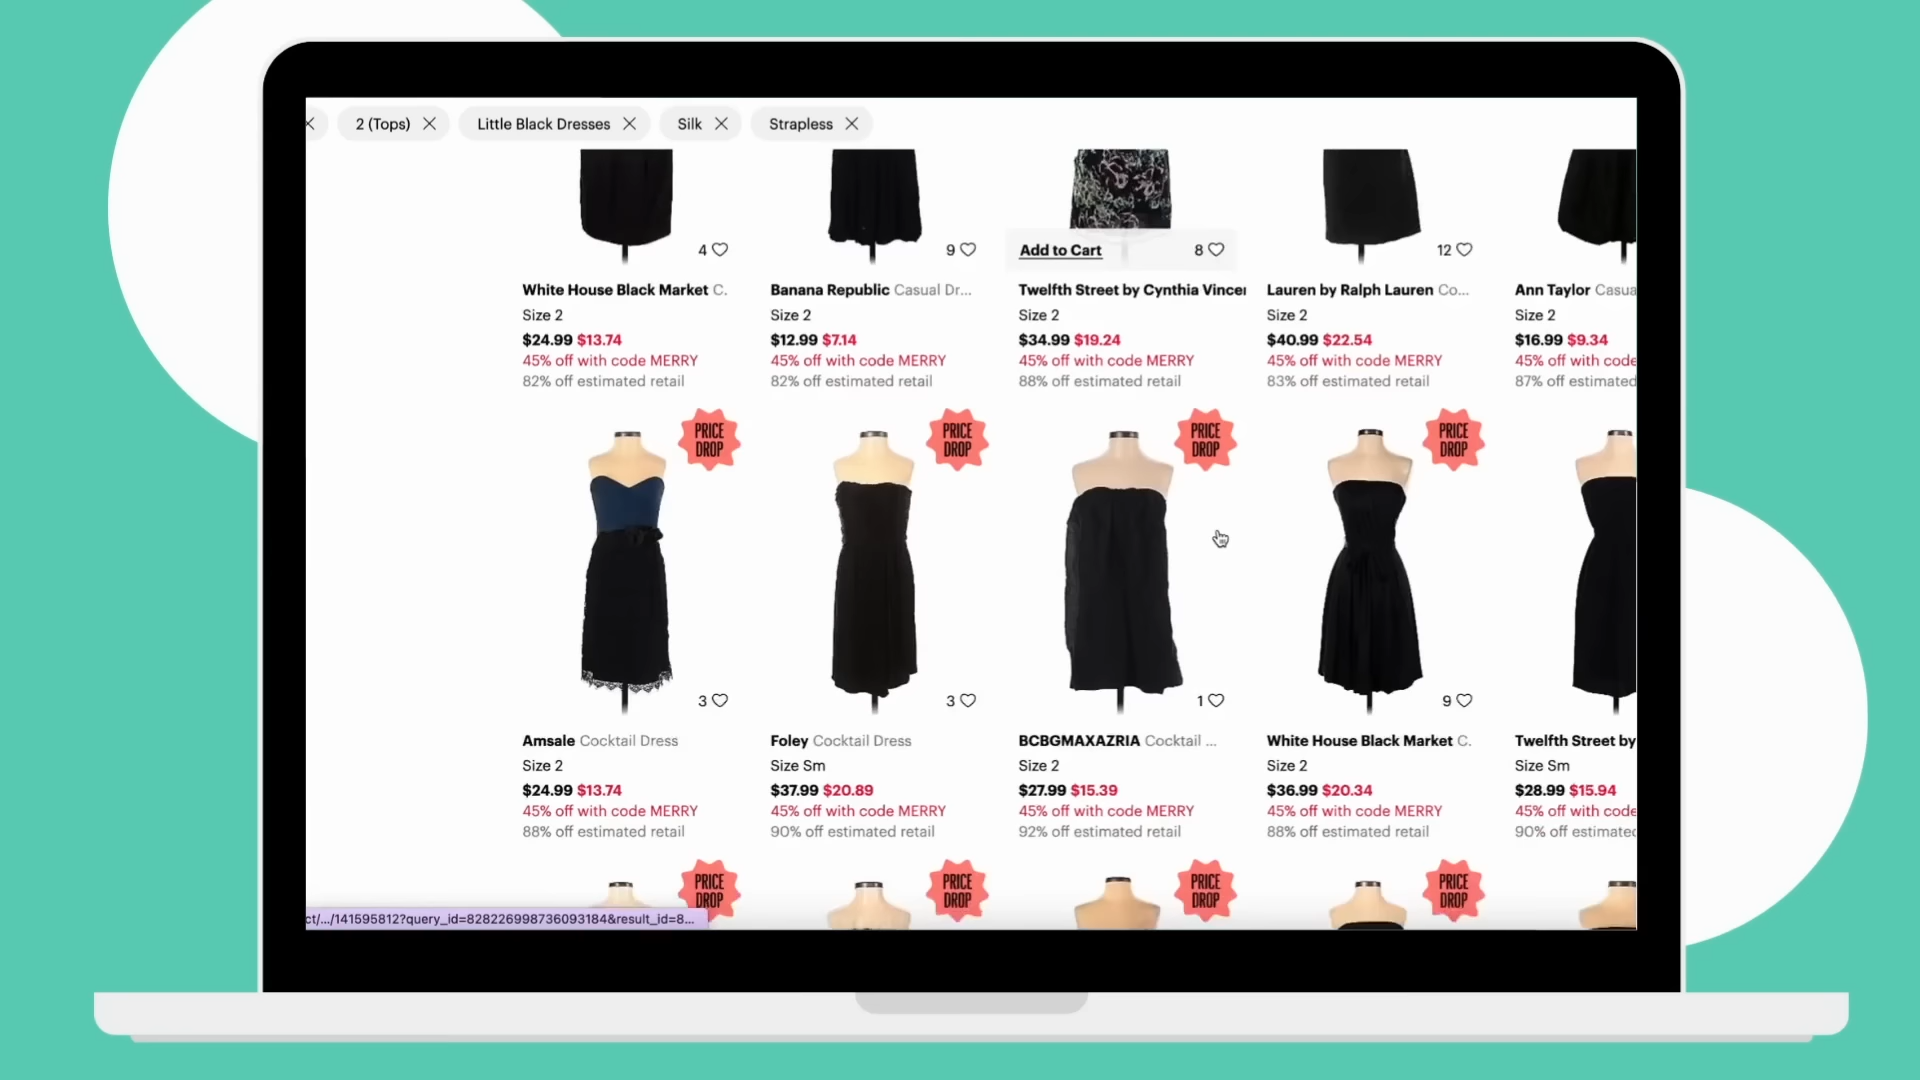 2 (Tops)
Little Black Dresses
Silk
Strapless
4
9
Add to Cart
8
12
White House Black Market C.
Banana Republic Casual Dr...
Twelfth Street by Cynthia Vincer
Lauren by Ralph Lauren Co...
Ann Taylor Casua
Size 2
Size 2
Size 2
Size 2
Size 2
$24.99 $13.74
$12.99 $7.14
$34.99 $19.24
$40.99 $22.54
$16.99 $9.34
45% off with code MERRY
45% off with code MERRY
45% off with code MERRY
45% off with code MERRY
45% off with code
82% off estimated retail
82% off estimated retail
88% off estimated retail
83% off estimated retail
87% off estimated
PRICE
DROP
PRICE
DROP
PRICE
DROP
PRICE
DROP
3
3
1
9
Amsale Cocktail Dress
Foley Cocktail Dress
BCBGMAXAZRIA Cocktail ...
White House Black Market C.
Twelfth Street by
Size 2
Size Sm
Size 2
Size 2
Size Sm
$24.99 $13.74
$37.99 $20.89
$27.99 $15.39
$36.99 $20.34
$28.99 $15.94
45% off with code MERRY
45% off with code MERRY
45% off with code MERRY
45% off with code MERRY
45% off with code
88% off estimated retail
90% off estimated retail
92% off estimated retail
88% off estimated retail
90% off estimated
PRICE
DROP
PRICE
DROP
PRICE
DROP
PRICE
DROP
ct/.../141595812?query_id=828226998736093184&result_id=8...